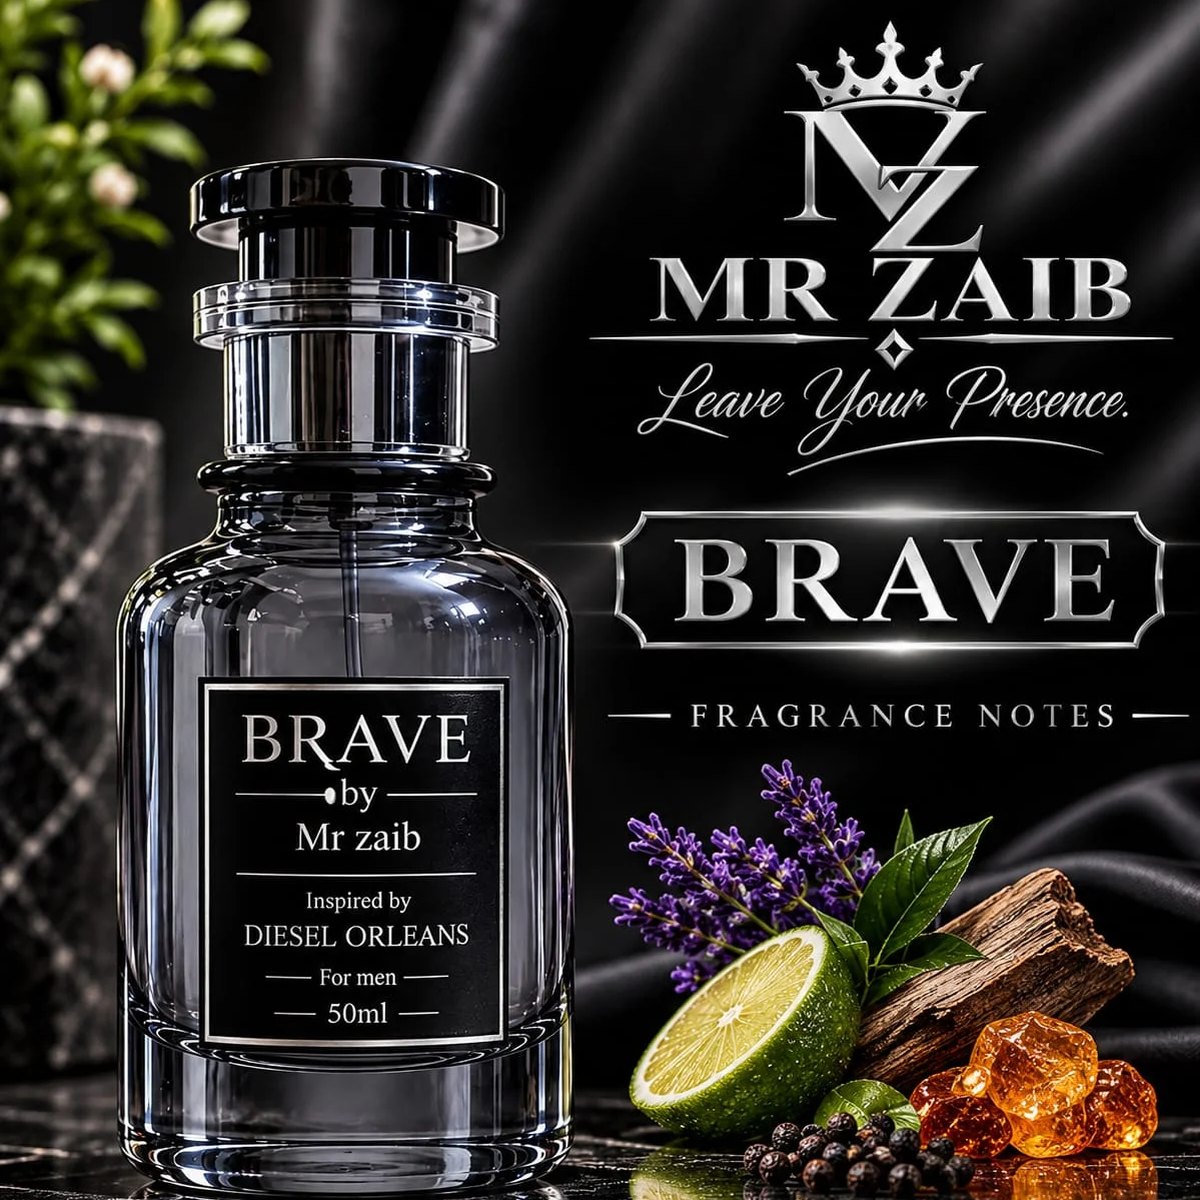 MZ
MR ZAIB
Leave Your Presence.
BRAVE
FRAGRANCE NOTES
BRAVE
by
Mr zaib
Inspired by
DIESEL ORLEANS
For men
50ml